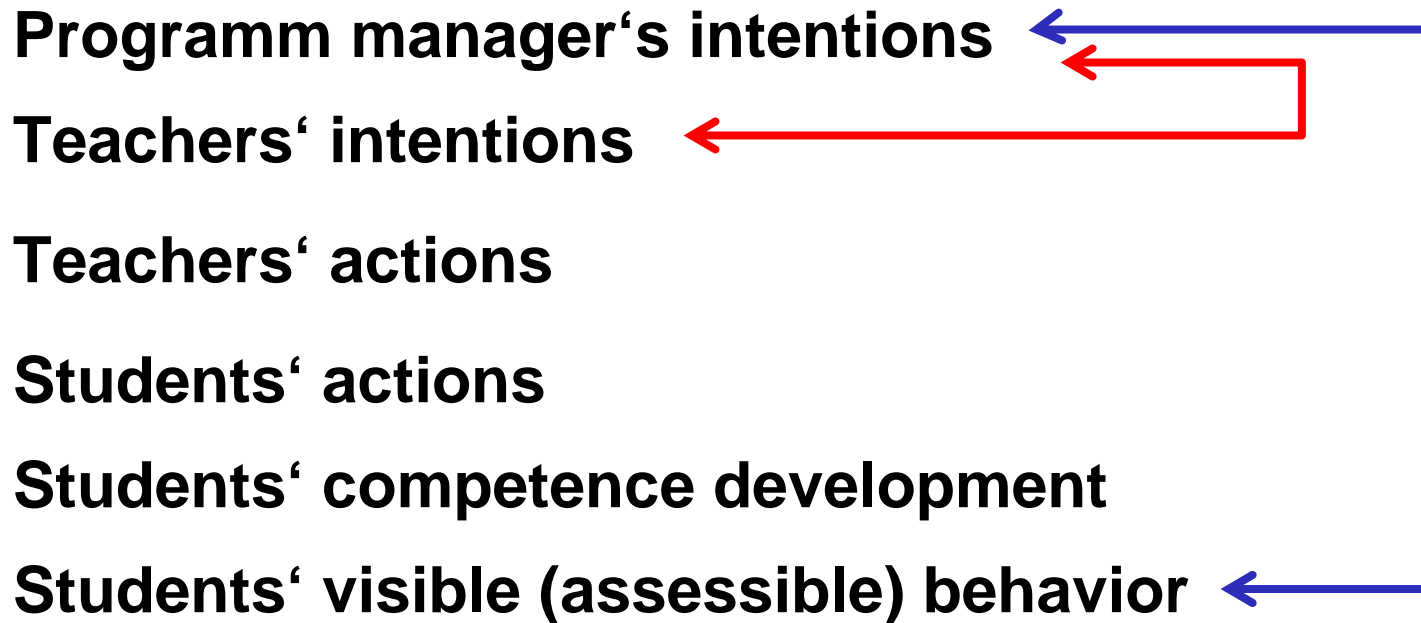 Programm manager‘s intentions
Teachers‘ intentions
Teachers‘ actions
Students‘ actions
Students‘ competence development
Students‘ visible (assessible) behavior